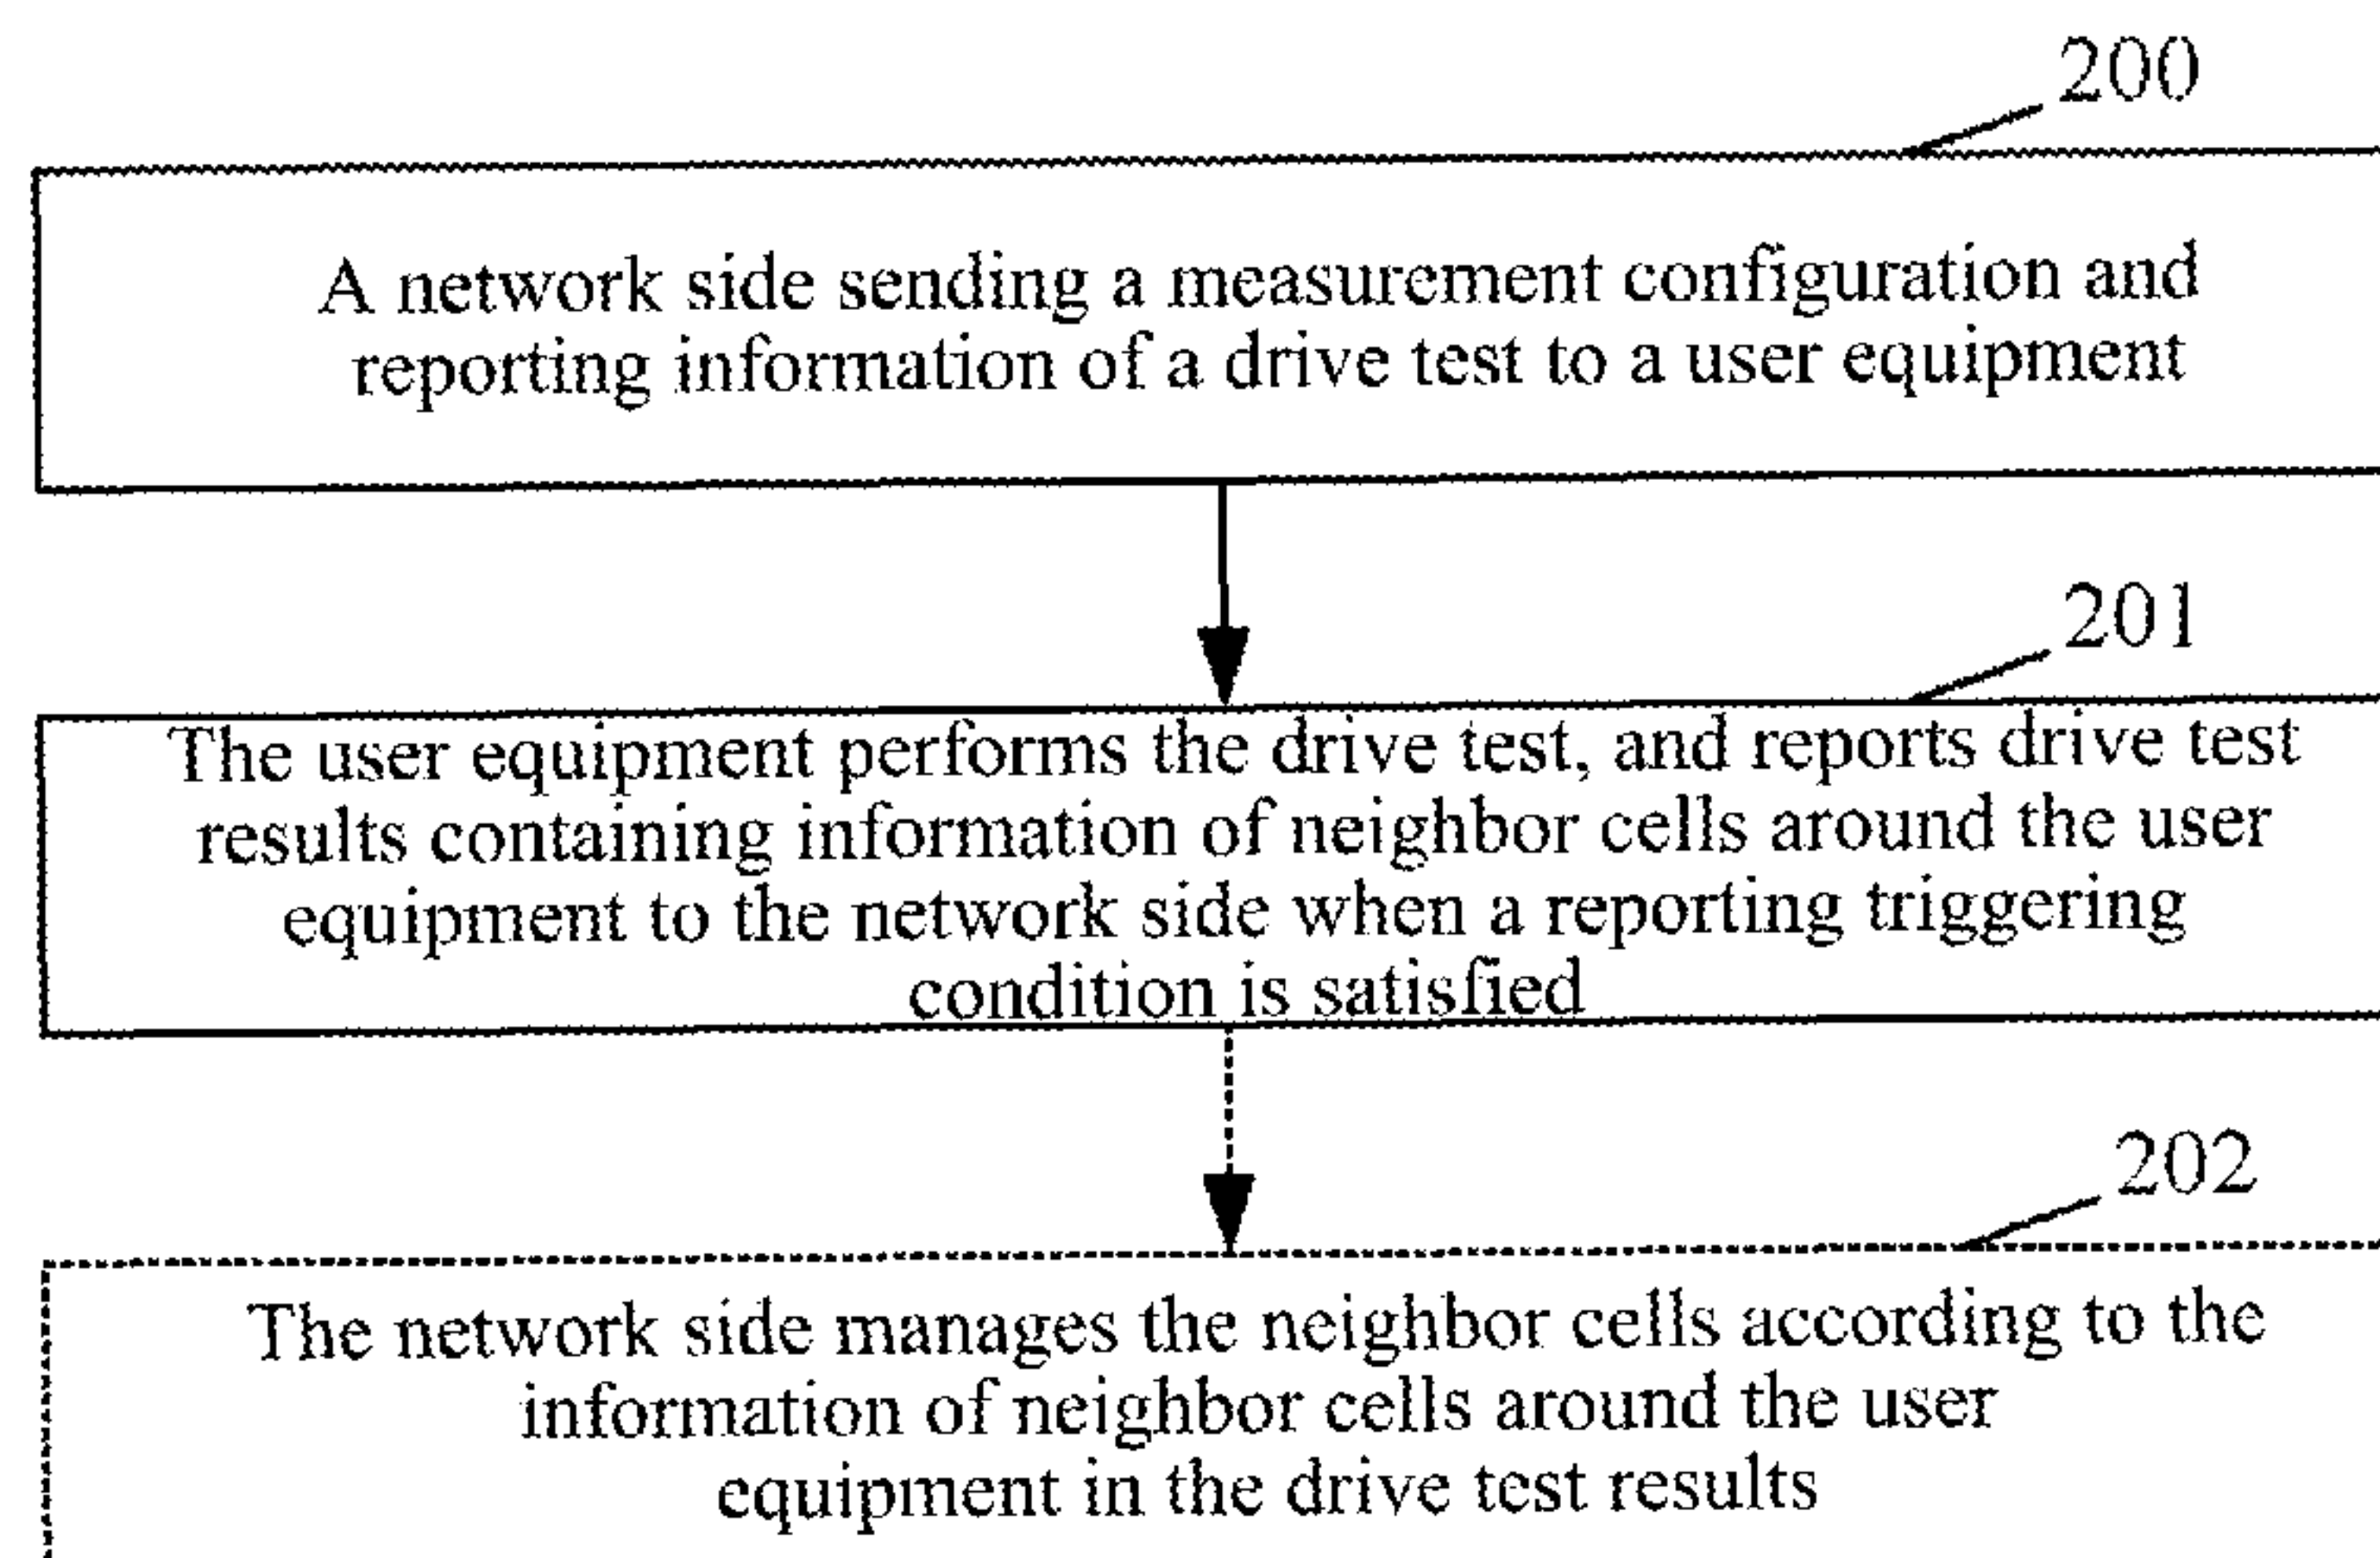 200
A network side sending a measurement configuration and
reporting information of a drive test to a user equipment
201
The user equipment performs the drive test, and reports drive test
results containing information of neighbor cells around the user
equipment to the network side when a reporting triggering
condition is satisfied
202
The network side manages the neighbor cells according to the
information of neighbor cells around the user
equipment in the drive test results